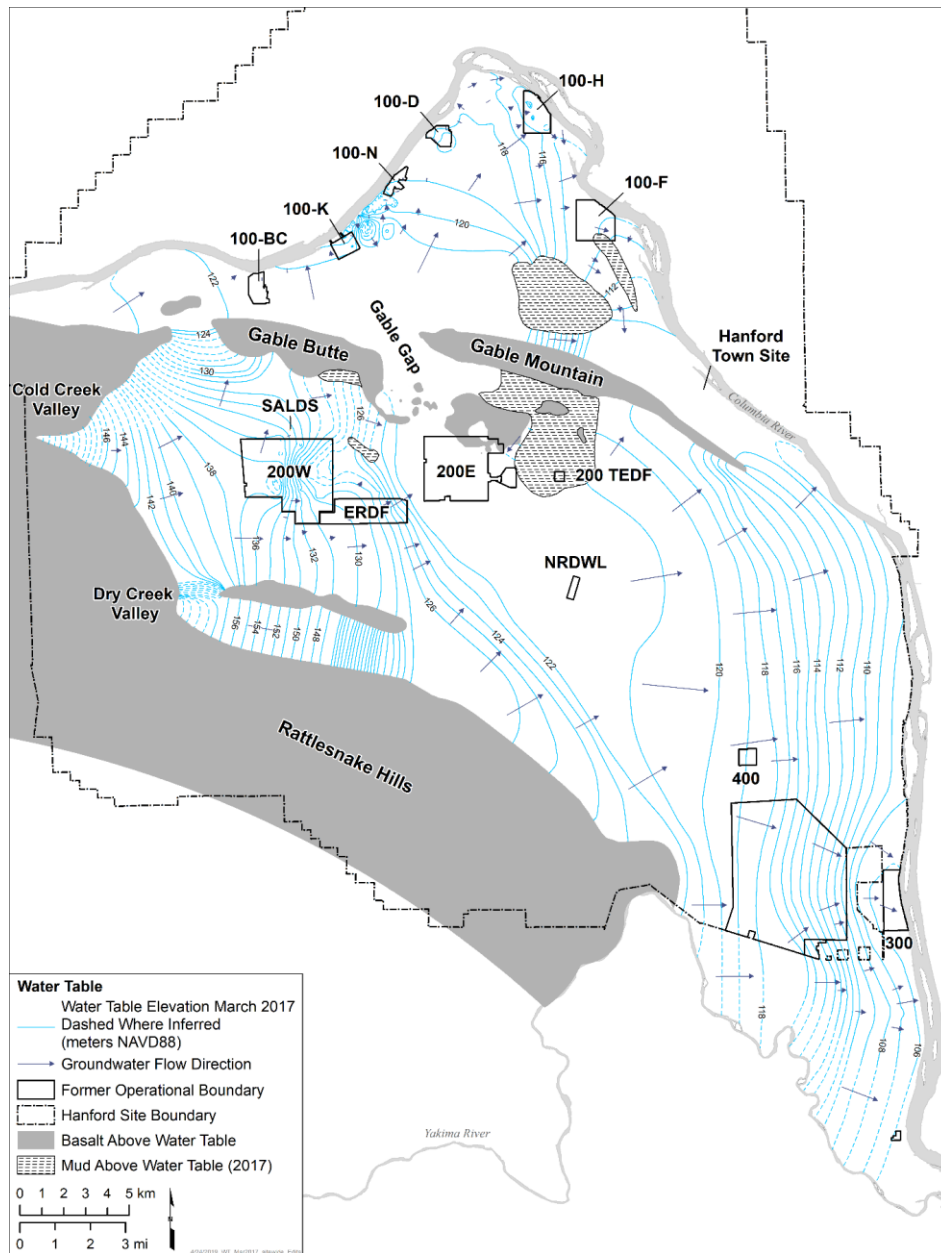 100-H
100-D
118
116
100-N
100-F
100-K
120
100-BC
122
112
124
Gable Butte
Gable Gap
Gable Mountain
Hanford
Town Site
130
Cold Creek
Valley
SALDS
126
Columbia River
146
144
200W
200E
200 TEDF
138
140
142
ERDF
136
132
130
NRDWL
Dry Creek
Valley
126
156
154
152
150
148
124
122
120
118
116
114
112
110
Rattlesnake Hills
400
300
118
108
106
Water Table
Water Table Elevation March 2017
Dashed Where Inferred
(meters NAVD88)
Groundwater Flow Direction
Former Operational Boundary
Hanford Site Boundary
Basalt Above Water Table
Mud Above Water Table (2017)
Yakima River
0 1 2 3 4 5 km
0 1 2 3 mi